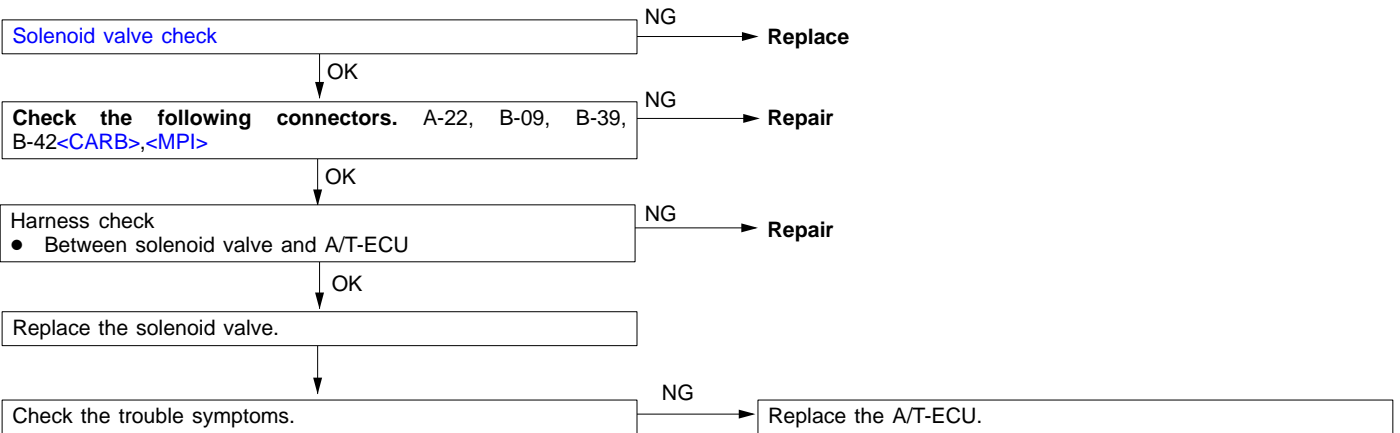 NG
Solenoid valve check
Replace
OK
NG
Check the following connectors. A-22, B-09, B-39,
B-42<CARB>,<MPI>
Repair
OK
NG
Harness check
● Between solenoid valve and A/T-ECU
Repair
OK
Replace the solenoid valve.
NG
Check the trouble symptoms.
Replace the A/T-ECU.